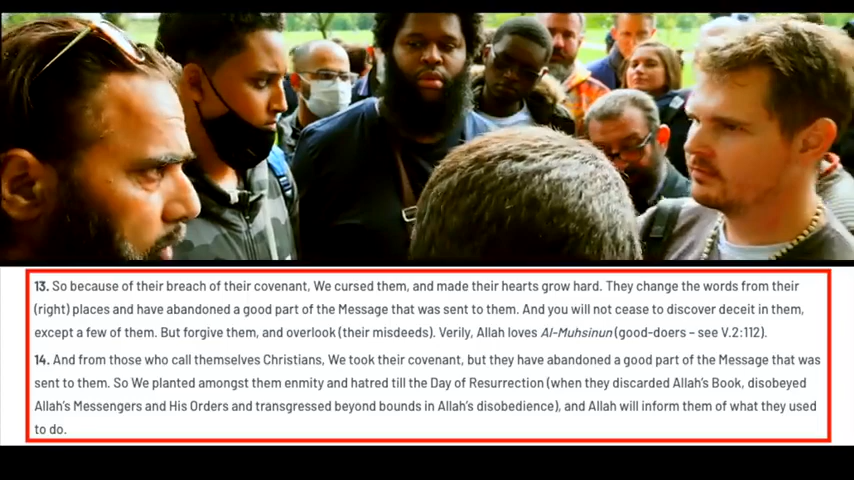 13. So because of their breach of their covenant, We cursed them, and made their hearts grow hard. They change the words from their
(right) places and have abandoned a good part of the Message that was sent to them. And you will not cease to discover deceit in them,
except a few of them. But forgive them, and overlook (their misdeeds). Verily, Allah loves Al-Muhsinun (good-doers – see V.2:112).
14. And from those who call themselves Christians, We took their covenant, but they have abandoned a good part of the Message that was
sent to them. So We planted amongst them enmity and hatred till the Day of Resurrection (when they discarded Allah's Book, disobeyed
Allah's Messengers and His Orders and transgressed beyond bounds in Allah's disobedience), and Allah will inform them of what they used
to do.